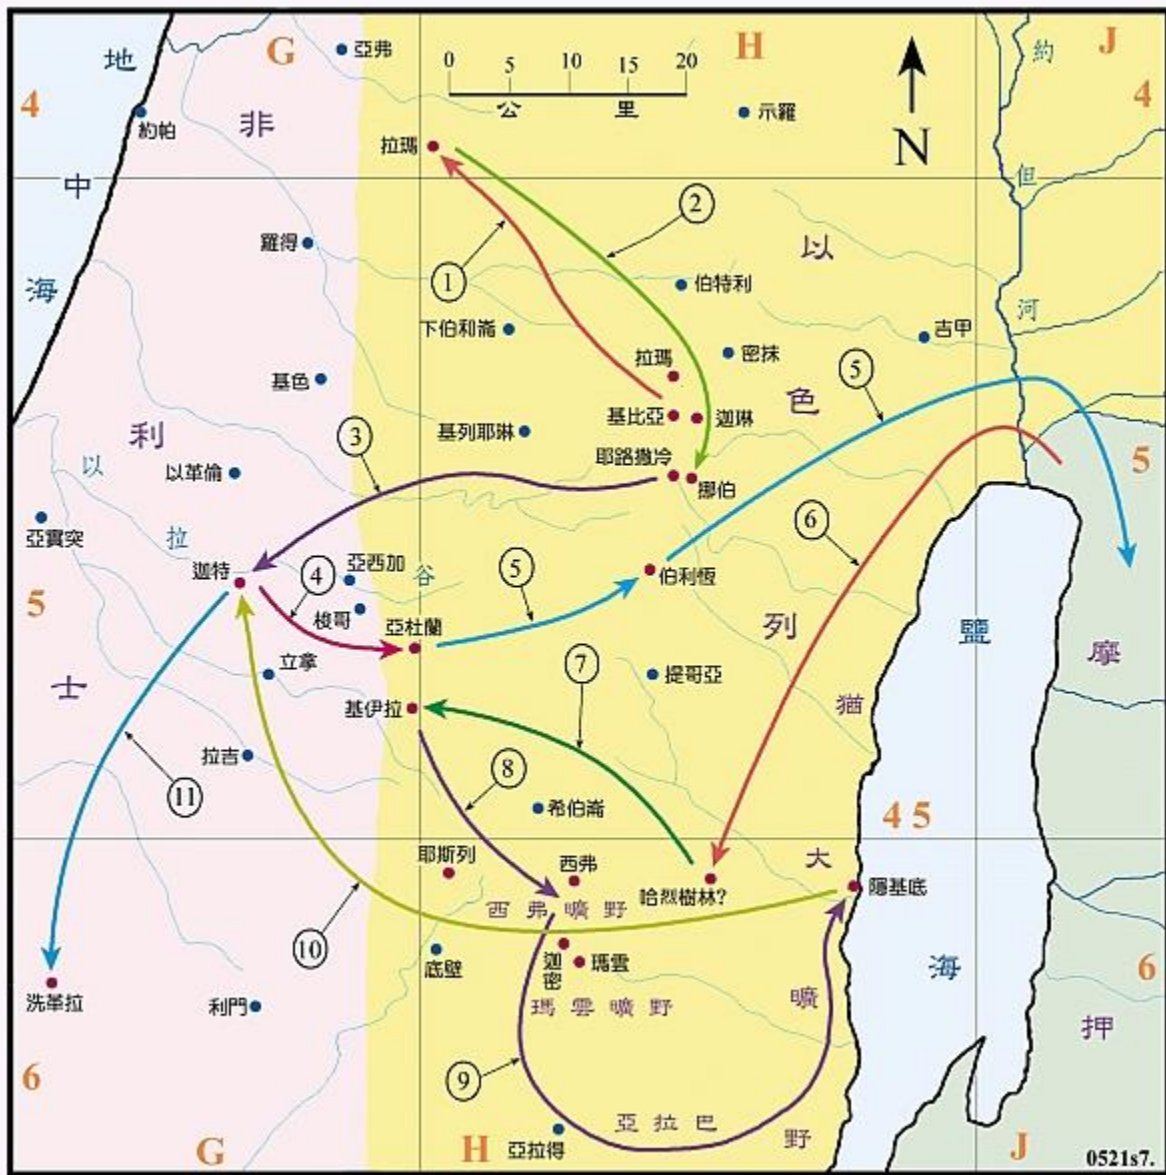 地中海
非利士
以色列
猶大曠野
鹽海
摩押
約但河
以拉谷
G
H
J
4
4
0 5 10 15 20
公里
N
亞弗
示羅
約帕
拉瑪
②
①
羅得
伯特利
下伯和崙
吉甲
密抹
拉瑪
⑤
基色
基比亞
迦琳
基列耶琳
③
耶路撒冷
挪伯
以革倫
5
亞實突
⑥
亞西加
迦特
④
⑤
伯利恆
5
梭哥
亞杜蘭
立拿
⑦
提哥亞
基伊拉
拉吉
⑧
⑪
希伯崙
4 5
耶斯列
西弗
哈烈樹林?
隱基底
西弗曠野
⑩
底壁
迦密
瑪雲
6
洗革拉
利門
瑪雲曠野
6
⑨
亞拉巴
亞拉得
G
H
J
0521s7.